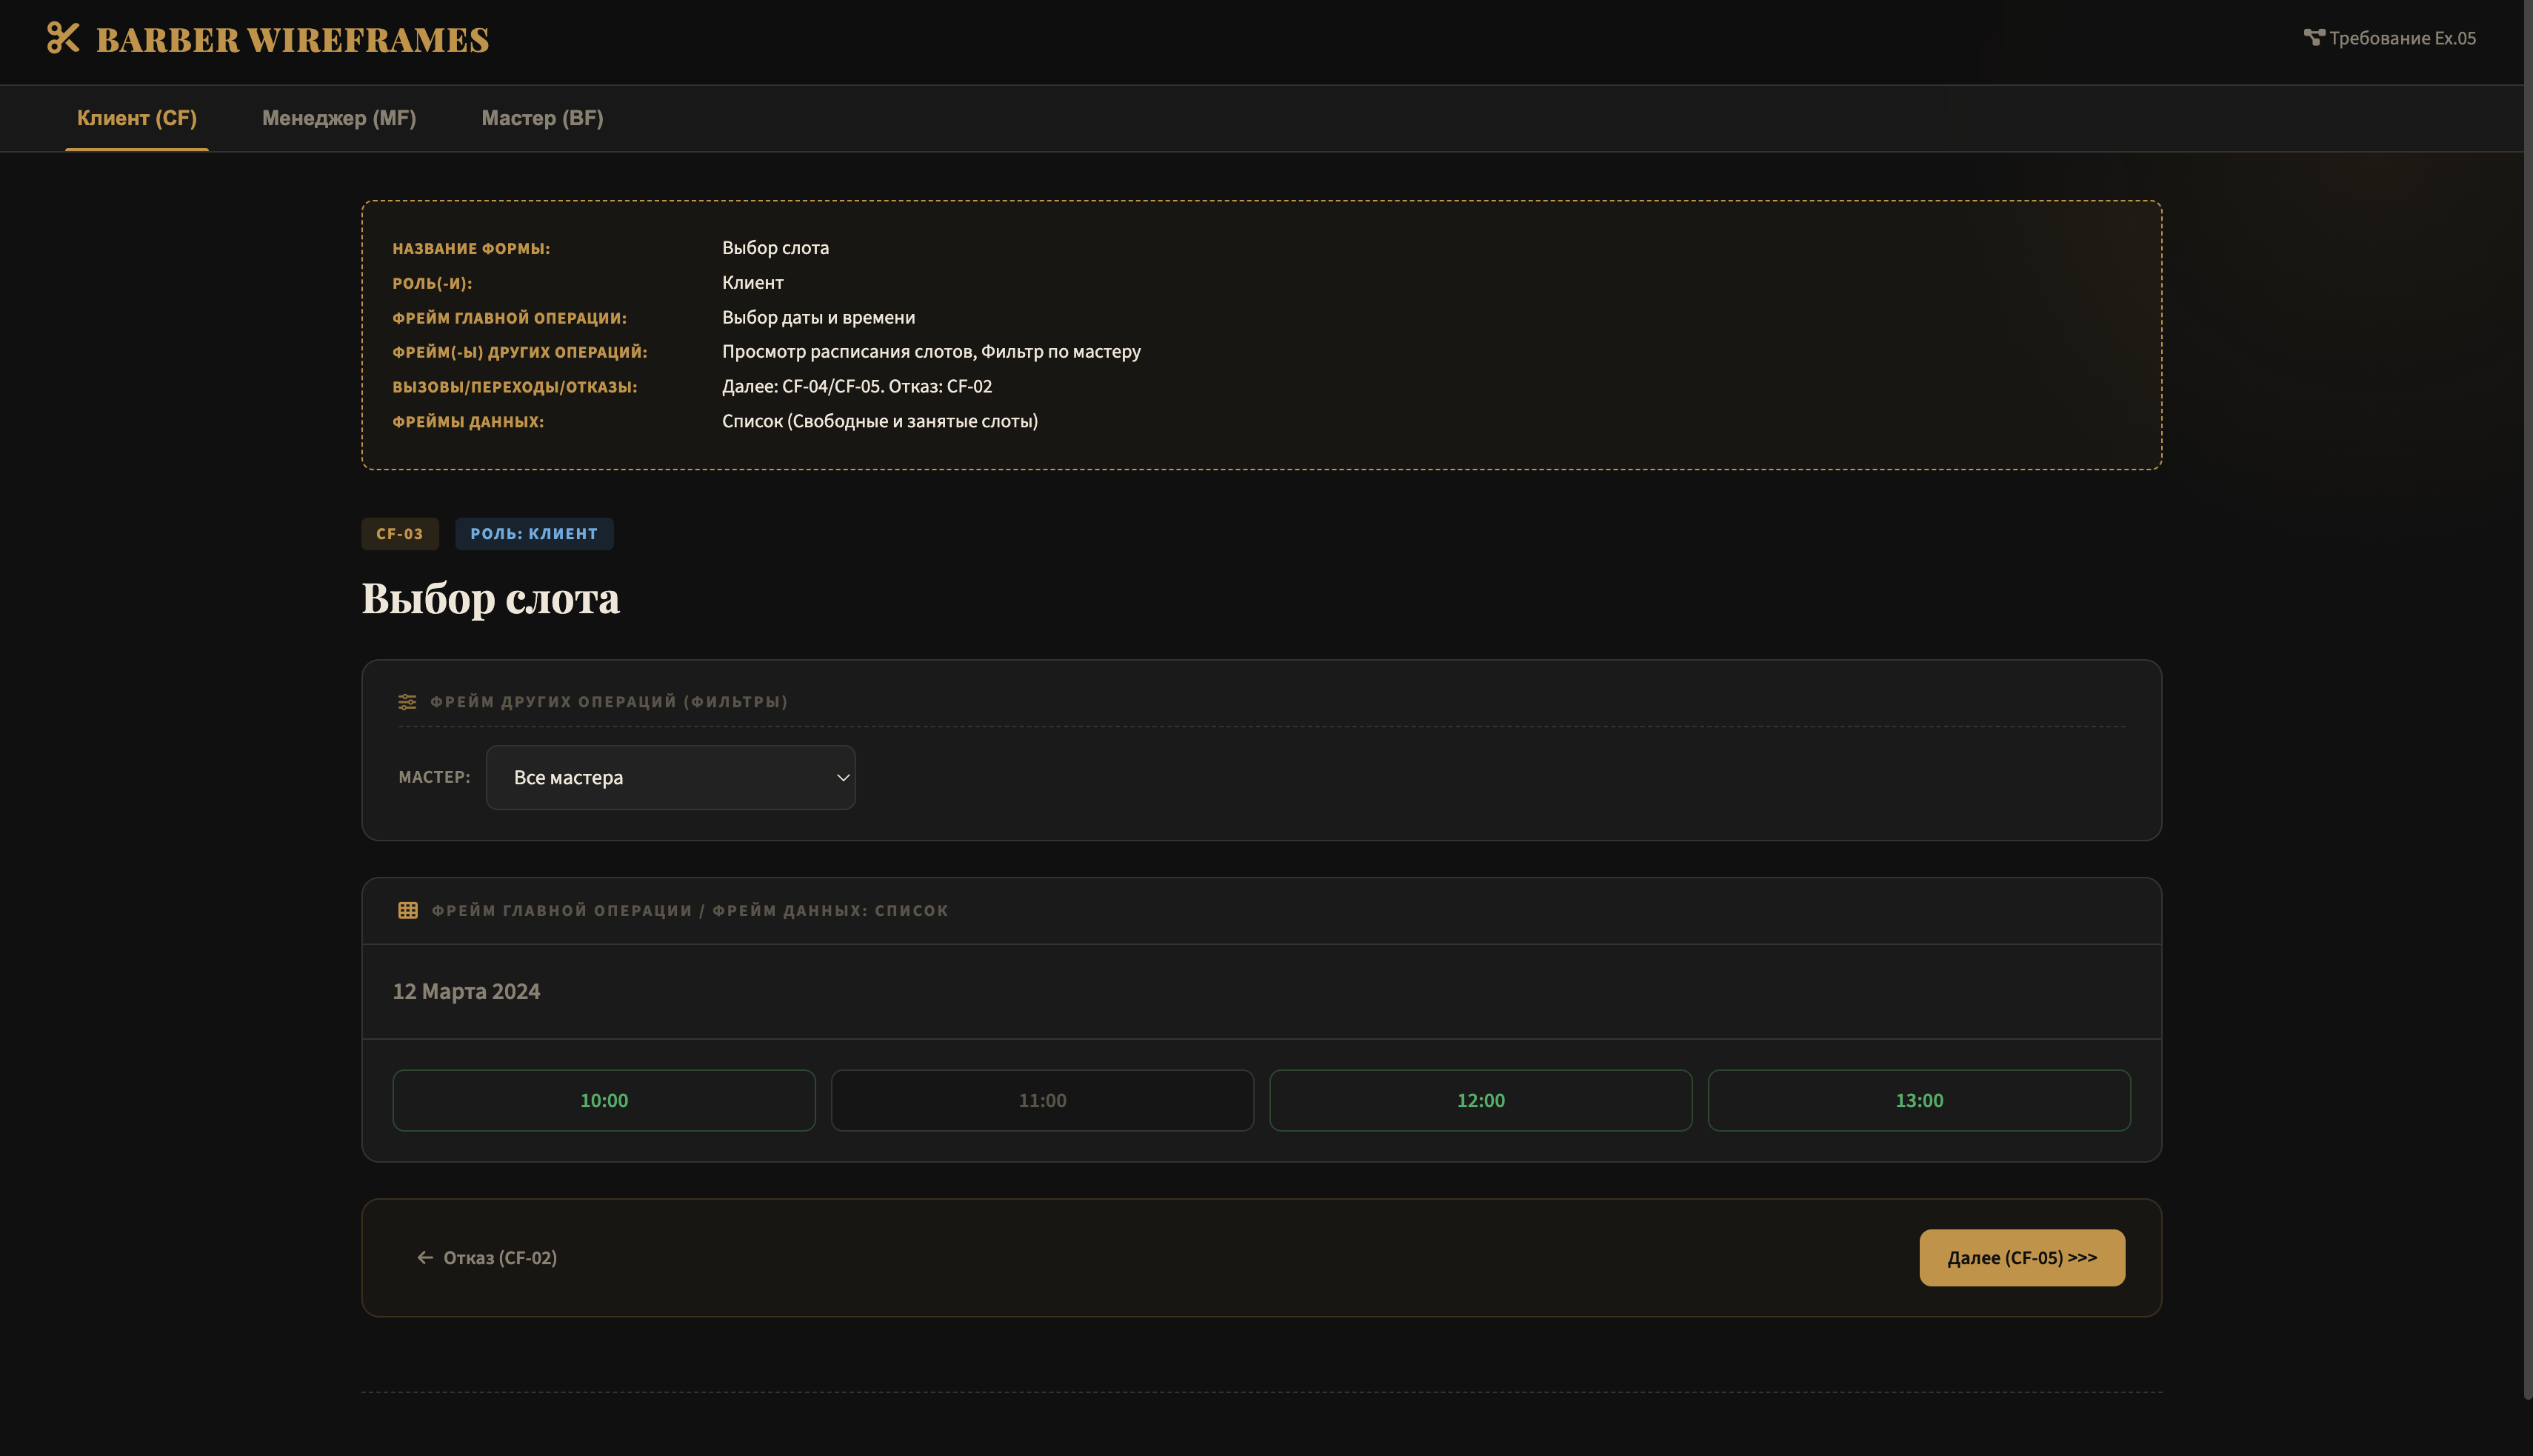 BARBER WIREFRAMES
Требование Ex.05
Клиент (CF) Менеджер (MF) Мастер (BF)
НАЗВАНИЕ ФОРМЫ: Выбор слота
РОЛЬ(-И): Клиент
ФРЕЙМ ГЛАВНОЙ ОПЕРАЦИИ: Выбор даты и времени
ФРЕЙМ(-Ы) ДРУГИХ ОПЕРАЦИЙ: Просмотр расписания слотов, Фильтр по мастеру
ВЫЗОВЫ/ПЕРЕХОДЫ/ОТКАЗЫ: Далее: CF-04/CF-05. Отказ: CF-02
ФРЕЙМЫ ДАННЫХ: Список (Свободные и занятые слоты)
CF-03 РОЛЬ: КЛИЕНТ
Выбор слота
ФРЕЙМ ДРУГИХ ОПЕРАЦИЙ (ФИЛЬТРЫ)
МАСТЕР: Все мастера
ФРЕЙМ ГЛАВНОЙ ОПЕРАЦИИ / ФРЕЙМ ДАННЫХ: СПИСОК
12 Марта 2024
10:00 11:00 12:00 13:00
← Отказ (CF-02) Далее (CF-05) >>>